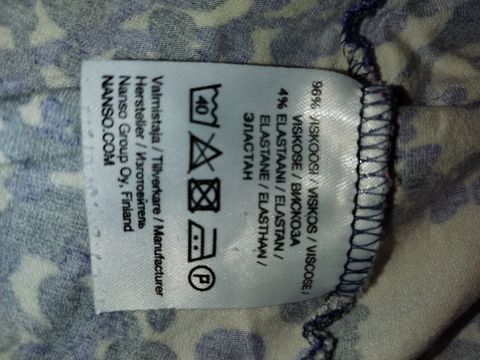 96% VISKOOSI / VISKOS / VISCOSE /
VISKOSE / ВИСКОЗА
4% ELASTAANI / ELASTAN /
ELASTANE / ELASTHAN /
ЭЛАСТАН
40
P
Valmistaja / Tillverkare / Manufacturer
Hersteller / Изготовитель
Nanso Group Oy, Finland
NANSO.COM